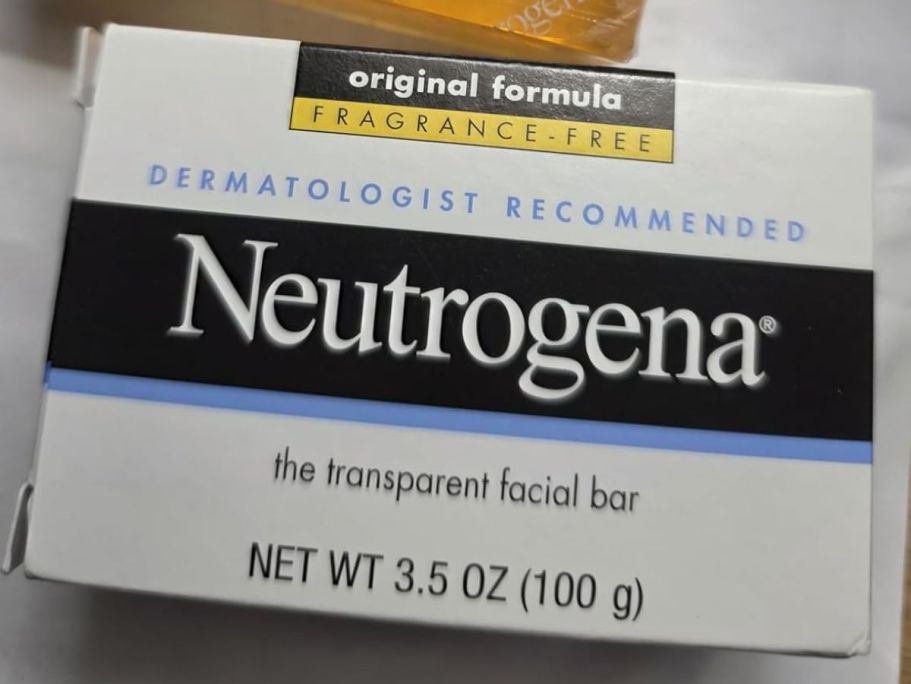 original formula
FRAGRANCE-FREE
DERMATOLOGIST RECOMMENDED
Neutrogena®
the transparent facial bar
NET WT 3.5 OZ (100 g)